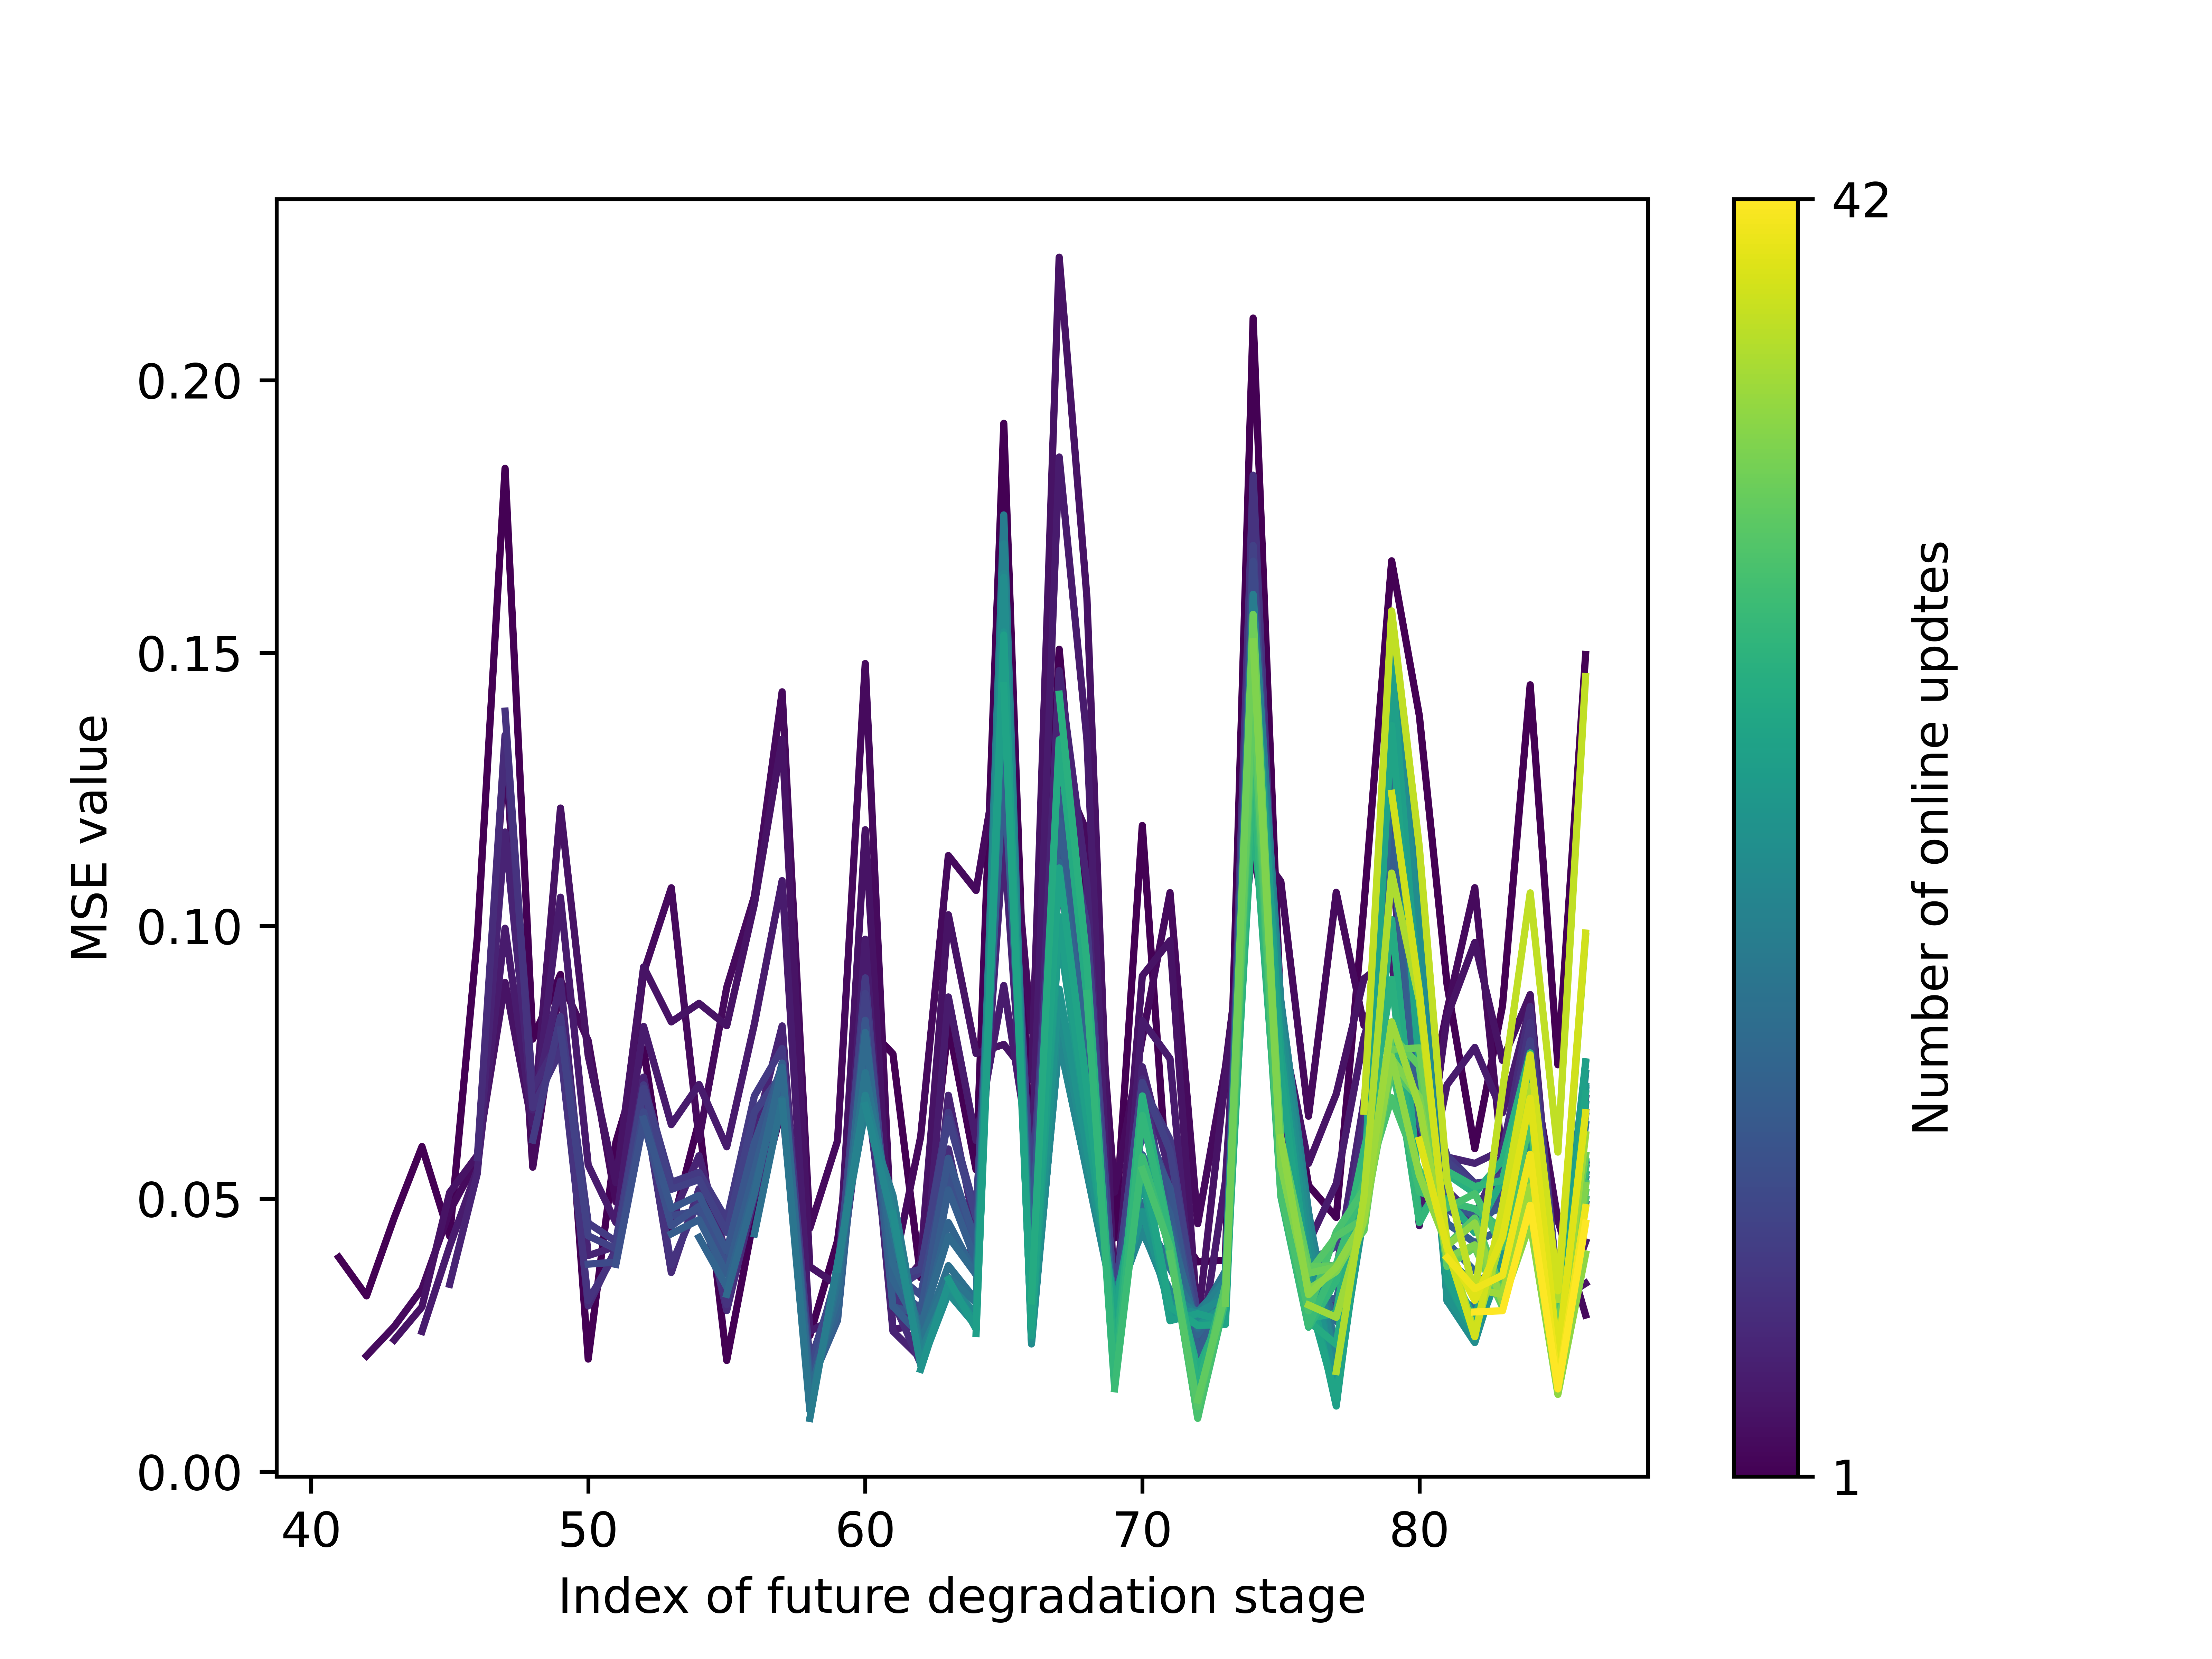 MSE value
0.20
0.15
0.10
0.05
0.00
40 50 60 70 80
Index of future degradation stage
42
1
Number of online updtes